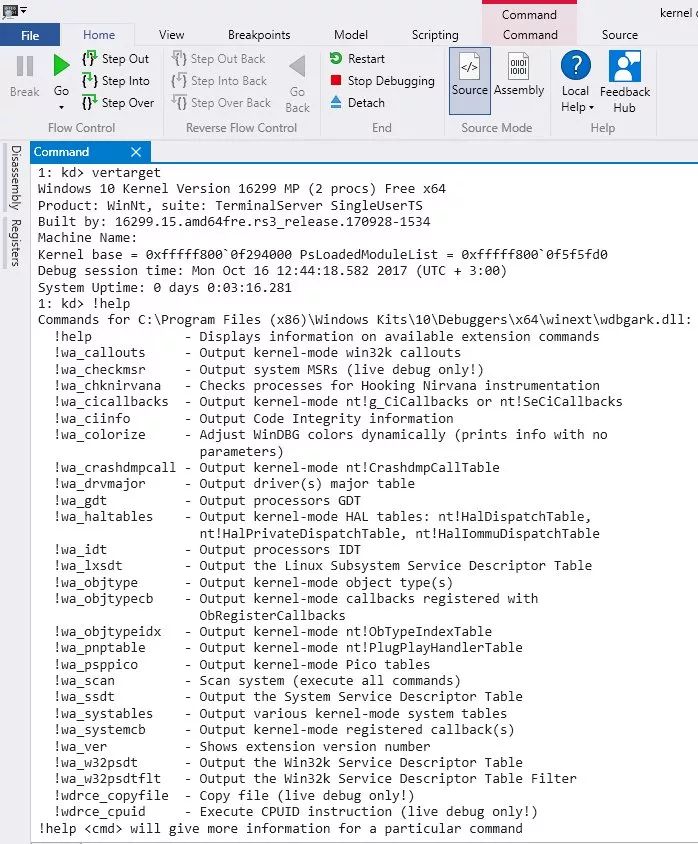 kernel
Command
File
Home
View
Breakpoints
Model
Scripting
Command
Source
Break
Go
Step Out
Step Into
Step Over
Flow Control
Step Out Back
Step Into Back
Step Over Back
Go
Back
Reverse Flow Control
Restart
Stop Debugging
Detach
End
Source
Assembly
Source Mode
Local
Help
Feedback
Hub
Help
Disassembly
Registers
Command
1: kd> vertarget
Windows 10 Kernel Version 16299 MP (2 procs) Free x64
Product: WinNt, suite: TerminalServer SingleUserTS
Built by: 16299.15.amd64fre.rs3_release.170928-1534
Machine Name:
Kernel base = 0xfffff800`0f294000 PsLoadedModuleList = 0xfffff800`0f5f5fd0
Debug session time: Mon Oct 16 12:44:18.582 2017 (UTC + 3:00)
System Uptime: 0 days 0:03:16.281
1: kd> !help
Commands for C:\Program Files (x86)\Windows Kits\10\Debuggers\x64\winext\wdbgark.dll:
!help - Displays information on available extension commands
!wa_callouts - Output kernel-mode win32k callouts
!wa_checkmsr - Output system MSRs (live debug only!)
!wa_chknirvana - Checks processes for Hooking Nirvana instrumentation
!wa_cicallbacks - Output kernel-mode nt!g_CiCallbacks or nt!SeCiCallbacks
!wa_ciinfo - Output Code Integrity information
!wa_colorize - Adjust WinDBG colors dynamically (prints info with no
parameters)
!wa_crashdmpcall - Output kernel-mode nt!CrashdmpCallTable
!wa_drvmajor - Output driver(s) major table
!wa_gdt - Output processors GDT
!wa_haltables - Output kernel-mode HAL tables: nt!HalDispatchTable,
nt!HalPrivateDispatchTable, nt!HalIommuDispatchTable
!wa_idt - Output processors IDT
!wa_lxsdt - Output the Linux Subsystem Service Descriptor Table
!wa_objtype - Output kernel-mode object type(s)
!wa_objtypecb - Output kernel-mode callbacks registered with
ObRegisterCallbacks
!wa_objtypeidx - Output kernel-mode nt!ObTypeIndexTable
!wa_pnptable - Output kernel-mode nt!PlugPlayHandlerTable
!wa_psppico - Output kernel-mode Pico tables
!wa_scan - Scan system (execute all commands)
!wa_ssdt - Output the System Service Descriptor Table
!wa_systables - Output various kernel-mode system tables
!wa_systemcb - Output kernel-mode registered callback(s)
!wa_ver - Shows extension version number
!wa_w32psdt - Output the Win32k Service Descriptor Table
!wa_w32psdtflt - Output the Win32k Service Descriptor Table Filter
!wdrce_copyfile - Copy file (live debug only!)
!wdrce_cpuid - Execute CPUID instruction (live debug only!)
!help <cmd> will give more information for a particular command